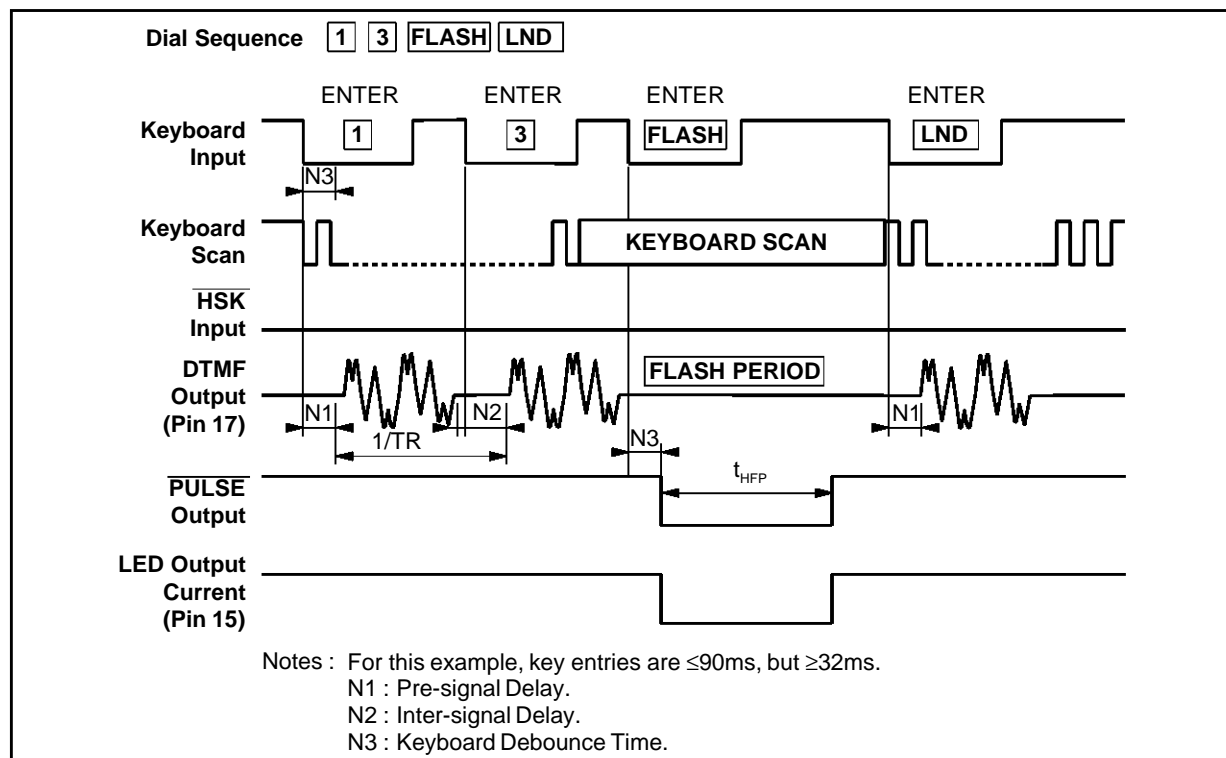 Dial Sequence 1 3 FLASH LND
ENTER ENTER ENTER ENTER
Keyboard Input 1 3 FLASH LND
N3
Keyboard Scan KEYBOARD SCAN
HSK Input
DTMF Output (Pin 17) FLASH PERIOD
N1 N2 N3 N1
1/TR
tHFP
PULSE Output
LED Output Current (Pin 15)
Notes : For this example, key entries are ≤90ms, but ≥32ms.
N1 : Pre-signal Delay.
N2 : Inter-signal Delay.
N3 : Keyboard Debounce Time.